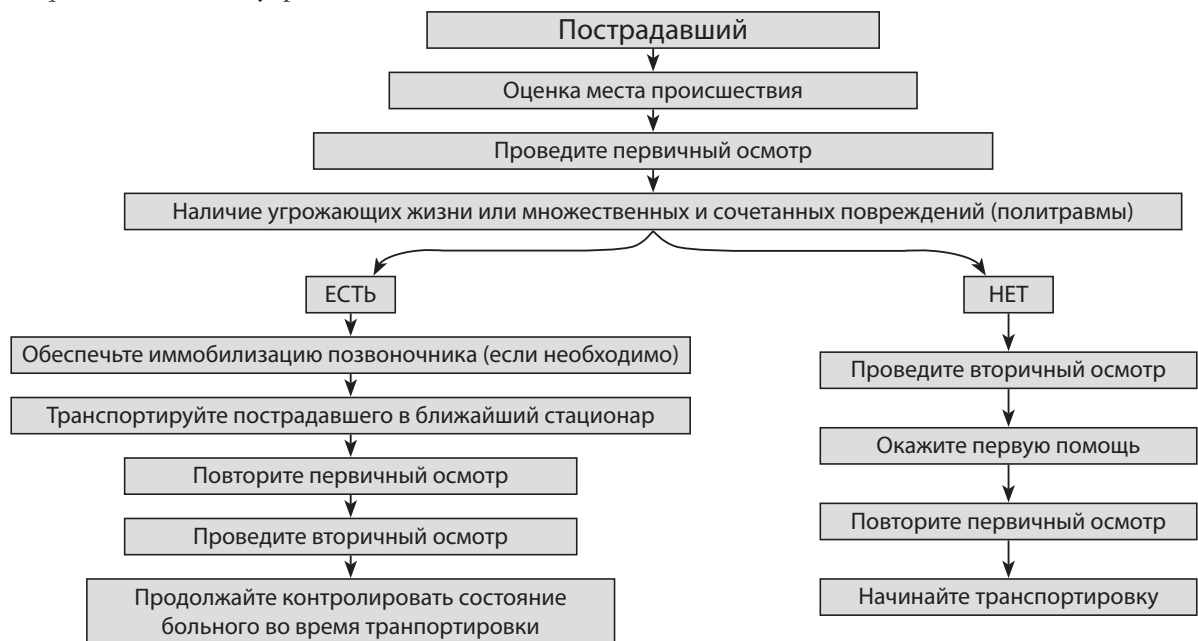 Пострадавший
Оценка места происшествия
Проведите первичный осмотр
Наличие угрожающих жизни или множественных и сочетанных повреждений (политравмы)
ЕСТЬ
Обеспечьте иммобилизацию позвоночника (если необходимо)
Транспортируйте пострадавшего в ближайший стационар
Повторите первичный осмотр
Проведите вторичный осмотр
Продолжайте контролировать состояние
больного во время транпортировки
НЕТ
Проведите вторичный осмотр
Окажите первую помощь
Повторите первичный осмотр
Начинайте транспортировку